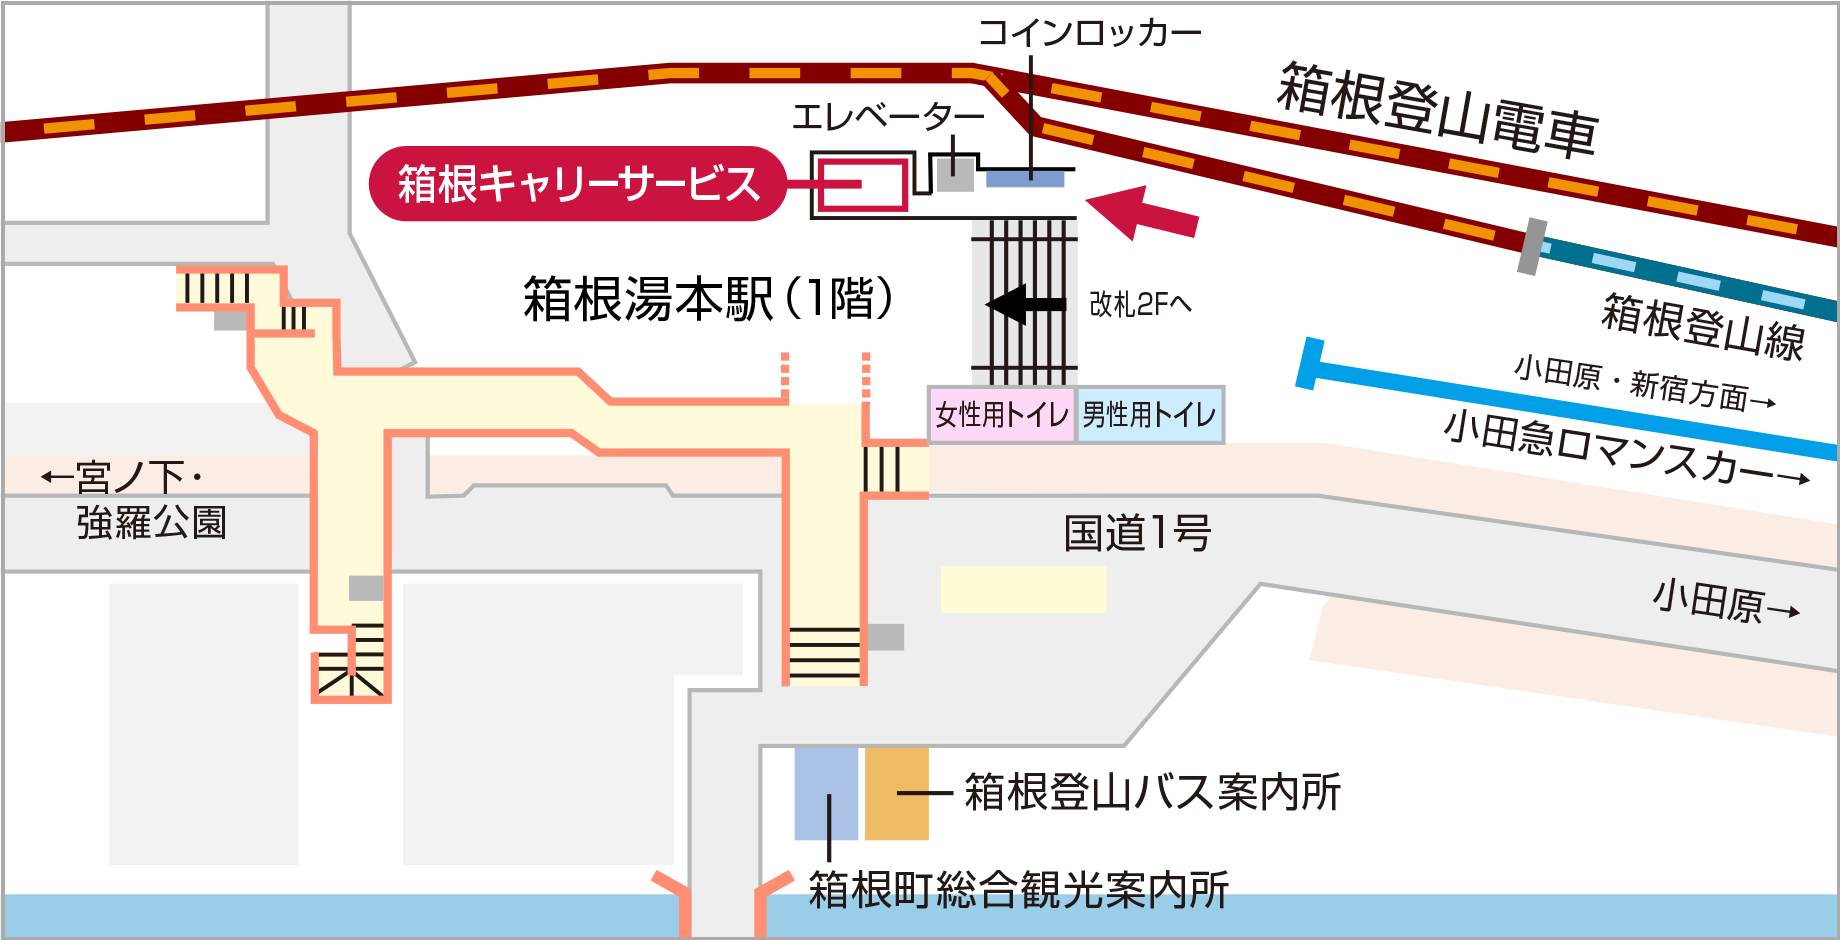 コインロッカー
箱根登山電車
エレベーター
箱根キャリーサービス
箱根湯本駅（1階）
改札2Fへ
箱根登山線
小田原・新宿方面→
小田急ロマンスカー→
女性用トイレ
男性用トイレ
←宮ノ下・
強羅公園
国道1号
小田原→
箱根登山バス案内所
箱根町総合観光案内所